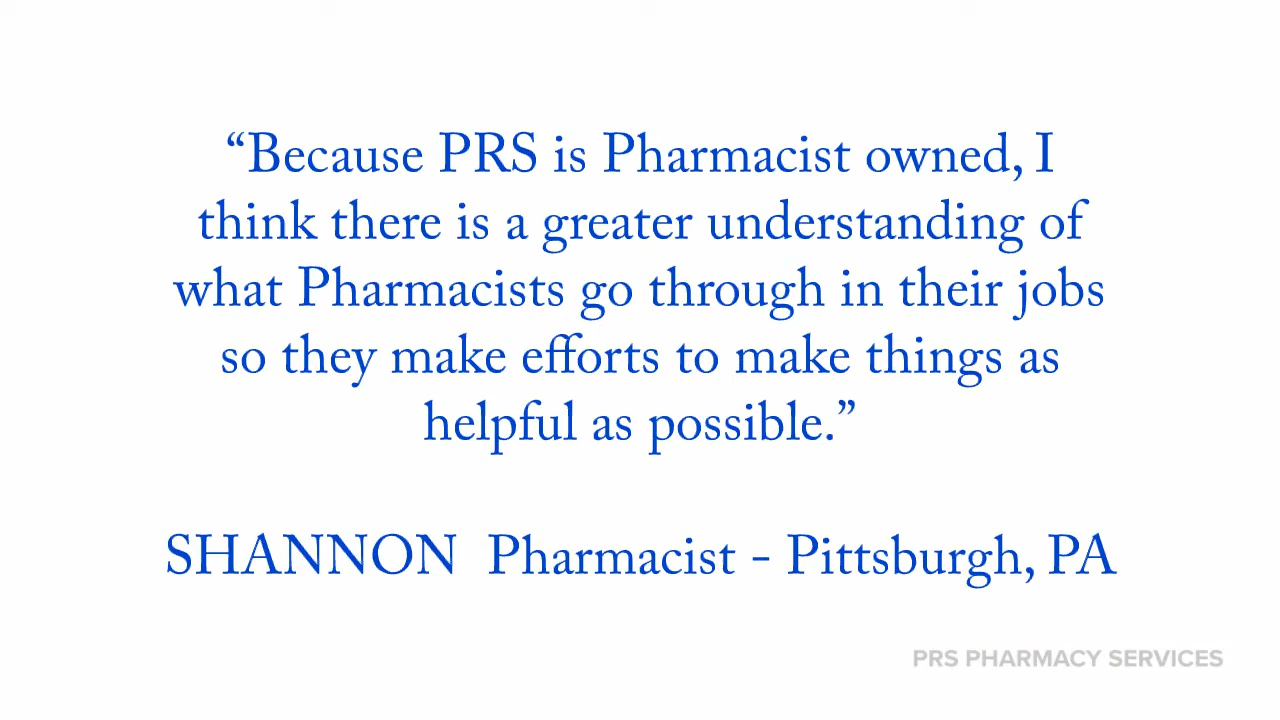 “Because PRS is Pharmacist owned, I
think there is a greater understanding of
what Pharmacists go through in their jobs
so they make efforts to make things as
helpful as possible.”
SHANNON  Pharmacist - Pittsburgh, PA
PRS PHARMACY SERVICES